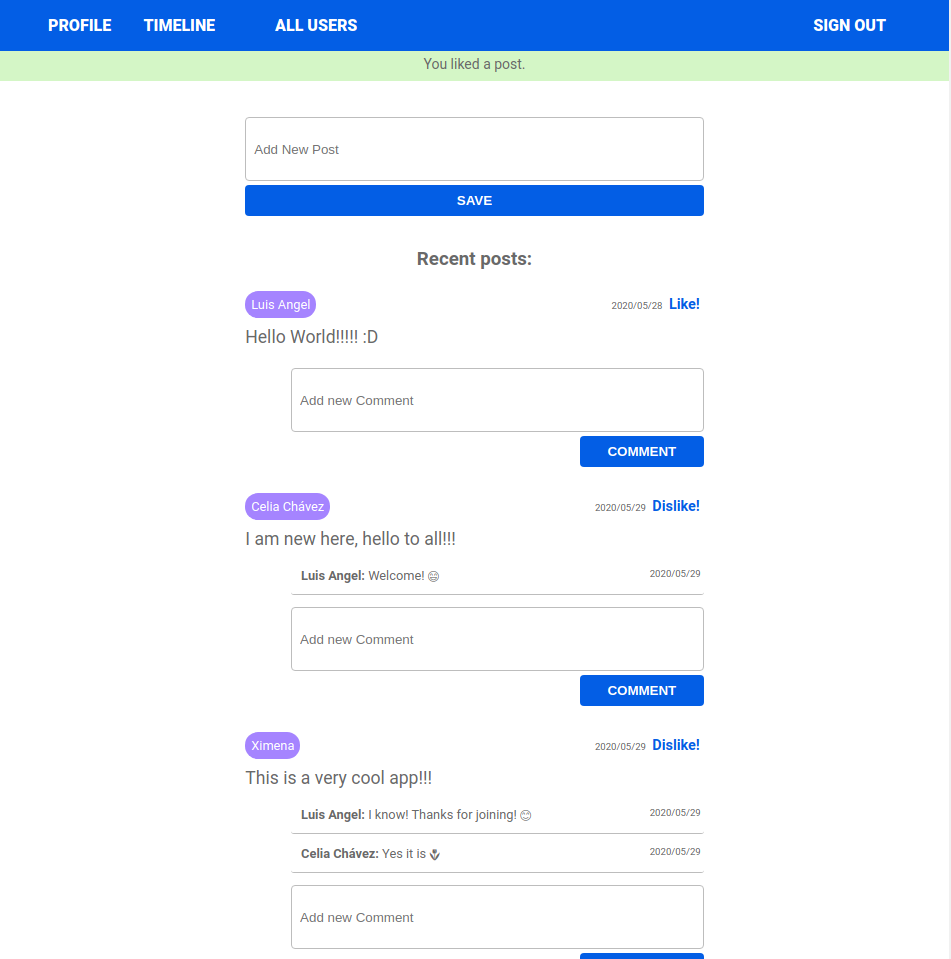 PROFILE TIMELINE ALL USERS SIGN OUT
You liked a post.
Add New Post
SAVE
Recent posts:
Luis Angel 2020/05/28 Like!
Hello World!!!!! :D
Add new Comment
COMMENT
Celia Chávez 2020/05/29 Dislike!
I am new here, hello to all!!!
Luis Angel: Welcome! 😄 2020/05/29
Add new Comment
COMMENT
Ximena 2020/05/29 Dislike!
This is a very cool app!!!
Luis Angel: I know! Thanks for joining! 😊 2020/05/29
Celia Chávez: Yes it is 🌷 2020/05/29
Add new Comment